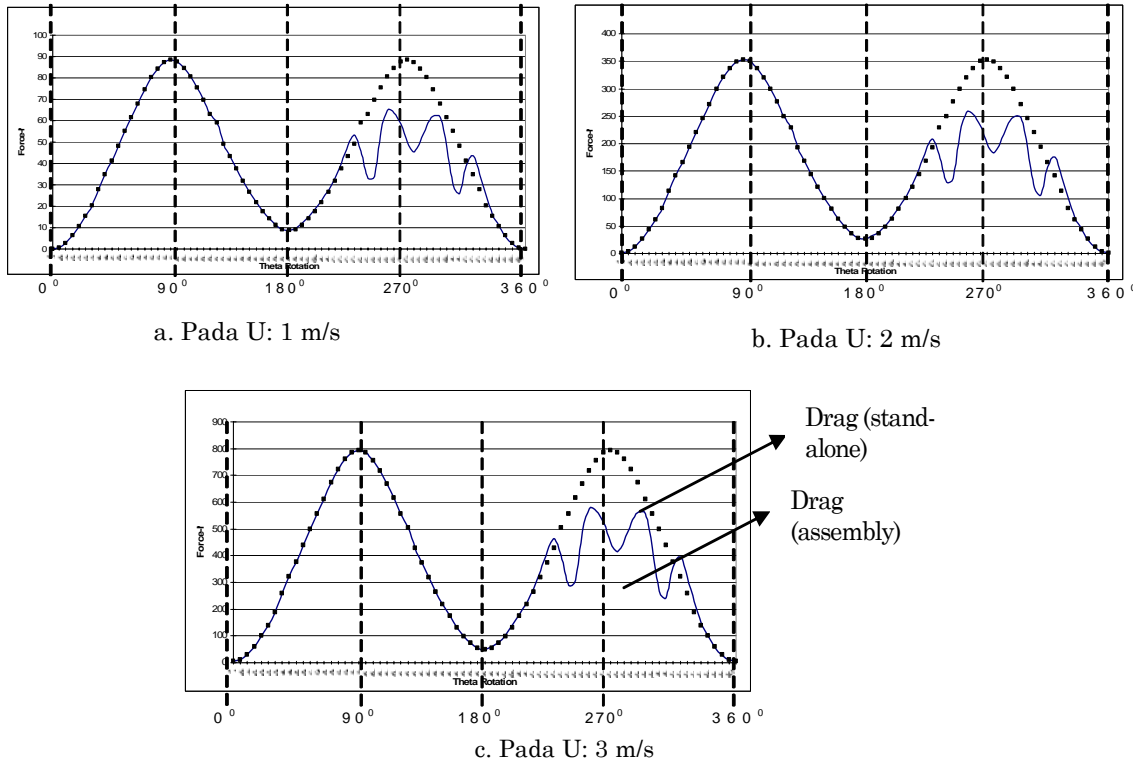 100
90
80
70
60
50
40
30
20
10
0
Force-N
Theta Rotation
0⁰ 90⁰ 180⁰ 270⁰ 360⁰
a. Pada U: 1 m/s
400
350
300
250
200
150
100
50
0
Theta Rotation
0⁰ 90⁰ 180⁰ 270⁰ 360⁰
b. Pada U: 2 m/s
900
800
700
600
500
400
300
200
100
0
Theta Rotation
0⁰ 90⁰ 180⁰ 270⁰ 360⁰
Drag (stand-
alone)
Drag
(assembly)
c. Pada U: 3 m/s